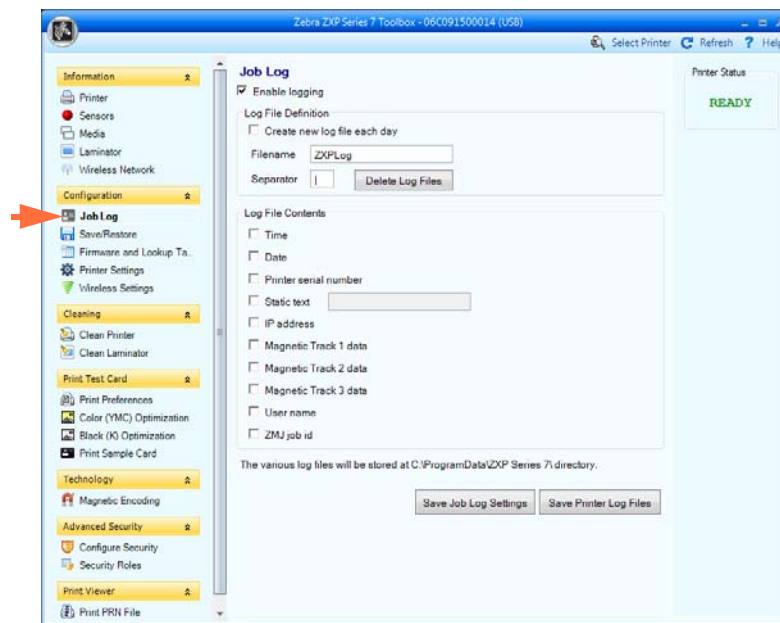 Zebra ZXP Series 7 Toolbox - 06C091500014 (USB)
Select Printer Refresh ? Help
Information
Printer
Sensors
Media
Laminator
Wireless Network
Configuration
Job Log
Save/Restore
Firmware and Lookup Ta..
Printer Settings
Wireless Settings
Cleaning
Clean Printer
Clean Laminator
Print Test Card
Print Preferences
Color (YMC) Optimization
Black (K) Optimization
Print Sample Card
Technology
Magnetic Encoding
Advanced Security
Configure Security
Security Roles
Print Viewer
Print PRN File
Job Log
Enable logging
Log File Definition
Create new log file each day
Filename ZXPLog
Separator | Delete Log Files
Log File Contents
Time
Date
Printer serial number
Static text
IP address
Magnetic Track 1 data
Magnetic Track 2 data
Magnetic Track 3 data
User name
ZMJ job id
The various log files will be stored at C:\ProgramData\ZXP Series 7\ directory.
Save Job Log Settings Save Printer Log Files
Printer Status
READY